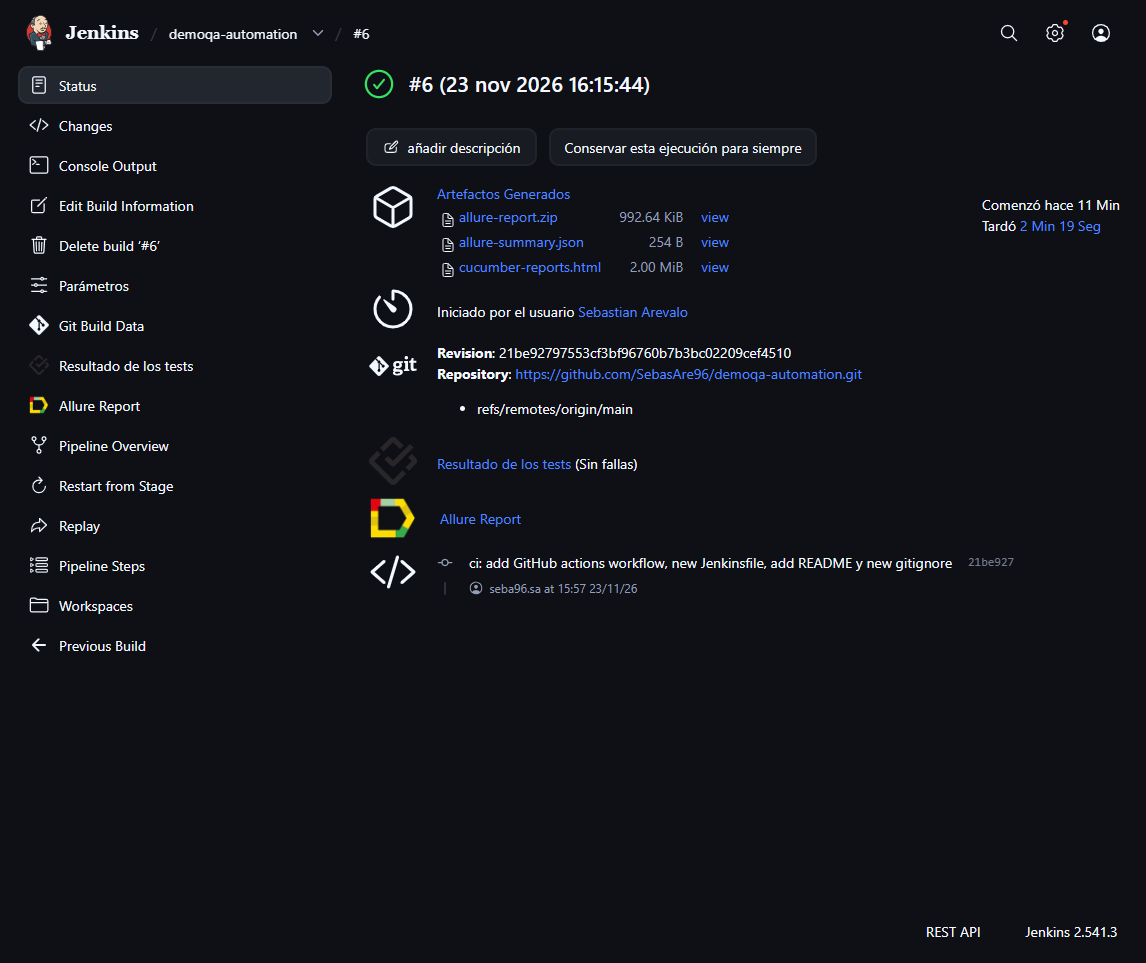 Jenkins / demoqa-automation / #6
Status
Changes
Console Output
Edit Build Information
Delete build ‘#6’
Parámetros
Git Build Data
Resultado de los tests
Allure Report
Pipeline Overview
Restart from Stage
Replay
Pipeline Steps
Workspaces
Previous Build
#6 (23 nov 2026 16:15:44)
añadir descripción
Conservar esta ejecución para siempre
Artefactos Generados
allure-report.zip 992.64 KiB view
allure-summary.json 254 B view
cucumber-reports.html 2.00 MiB view
Comenzó hace 11 Min
Tardó 2 Min 19 Seg
Iniciado por el usuario Sebastian Arevalo
git
Revision: 21be92797553cf3bf96760b7b3bc02209cef4510
Repository: https://github.com/SebasAre96/demoqa-automation.git
refs/remotes/origin/main
Resultado de los tests (Sin fallas)
Allure Report
ci: add GitHub actions workflow, new Jenkinsfile, add README y new gitignore 21be927
seba96.sa at 15:57 23/11/26
REST API
Jenkins 2.541.3